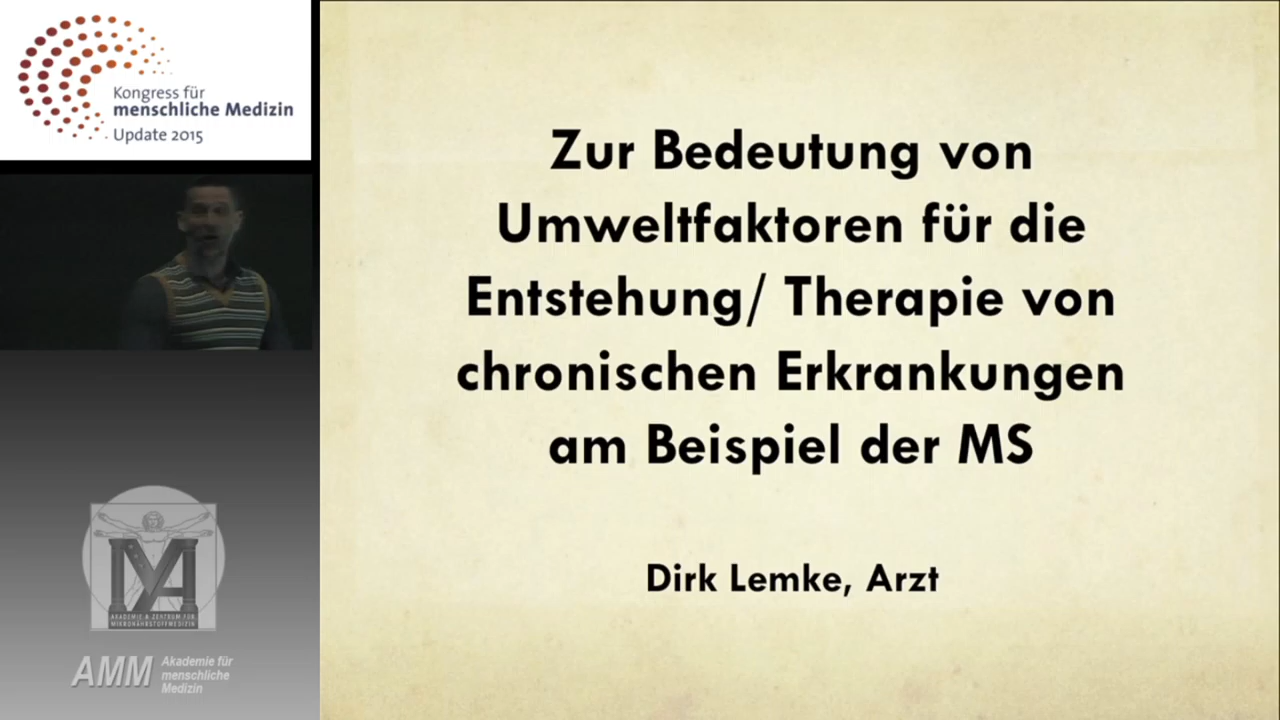 Kongress für
menschliche Medizin
Update 2015
Zur Bedeutung von
Umweltfaktoren für die
Entstehung/ Therapie von
chronischen Erkrankungen
am Beispiel der MS
Dirk Lemke, Arzt
AKADEMIE & ZENTRUM FÜR
MIKRONÄHRSTOFFMEDIZIN
AMM
Akademie für
menschliche
Medizin